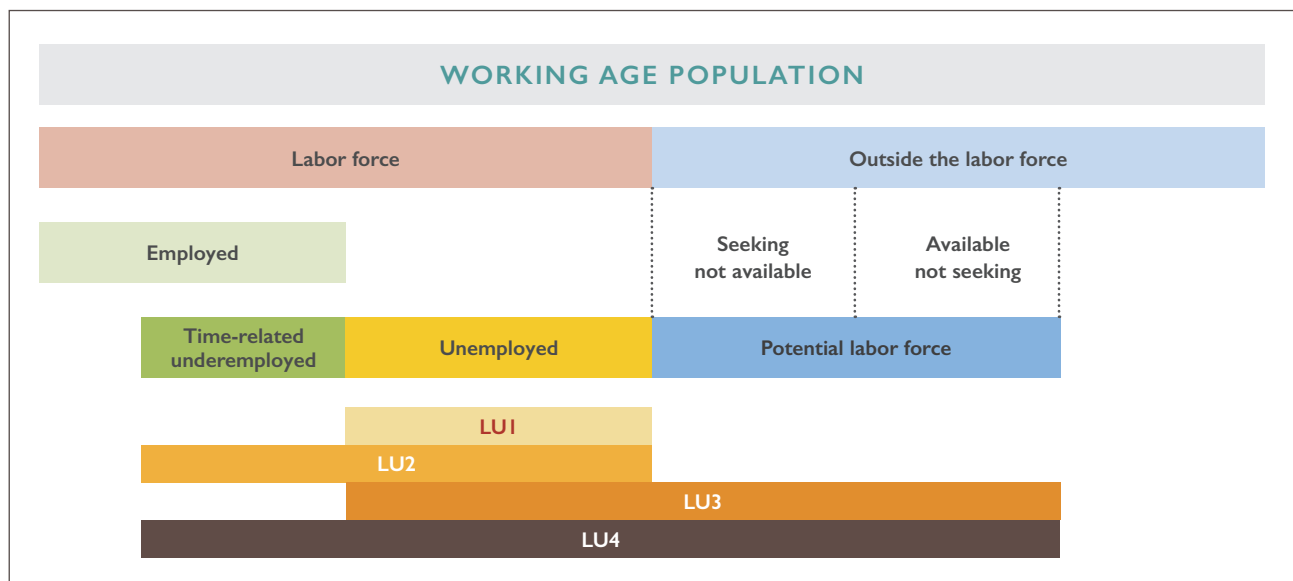 WORKING AGE POPULATION
Labor force
Outside the labor force
Employed
Seeking
not available
Available
not seeking
Time-related
underemployed
Unemployed
Potential labor force
LU1
LU2
LU3
LU4